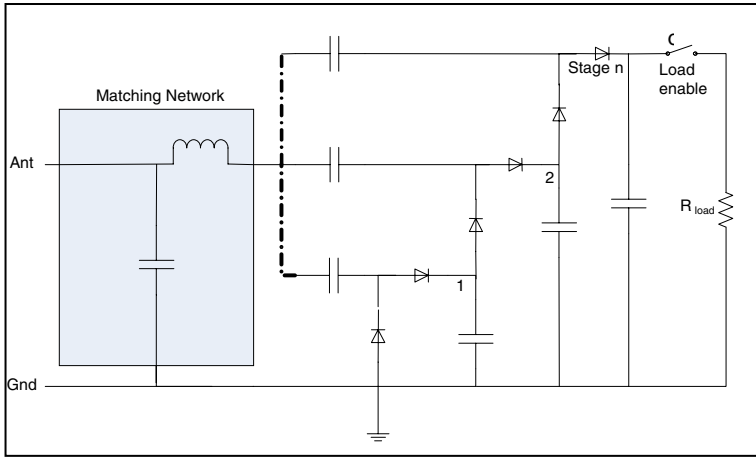 Matching Network
Stage n
Load
enable
Ant
2
R load
1
Gnd